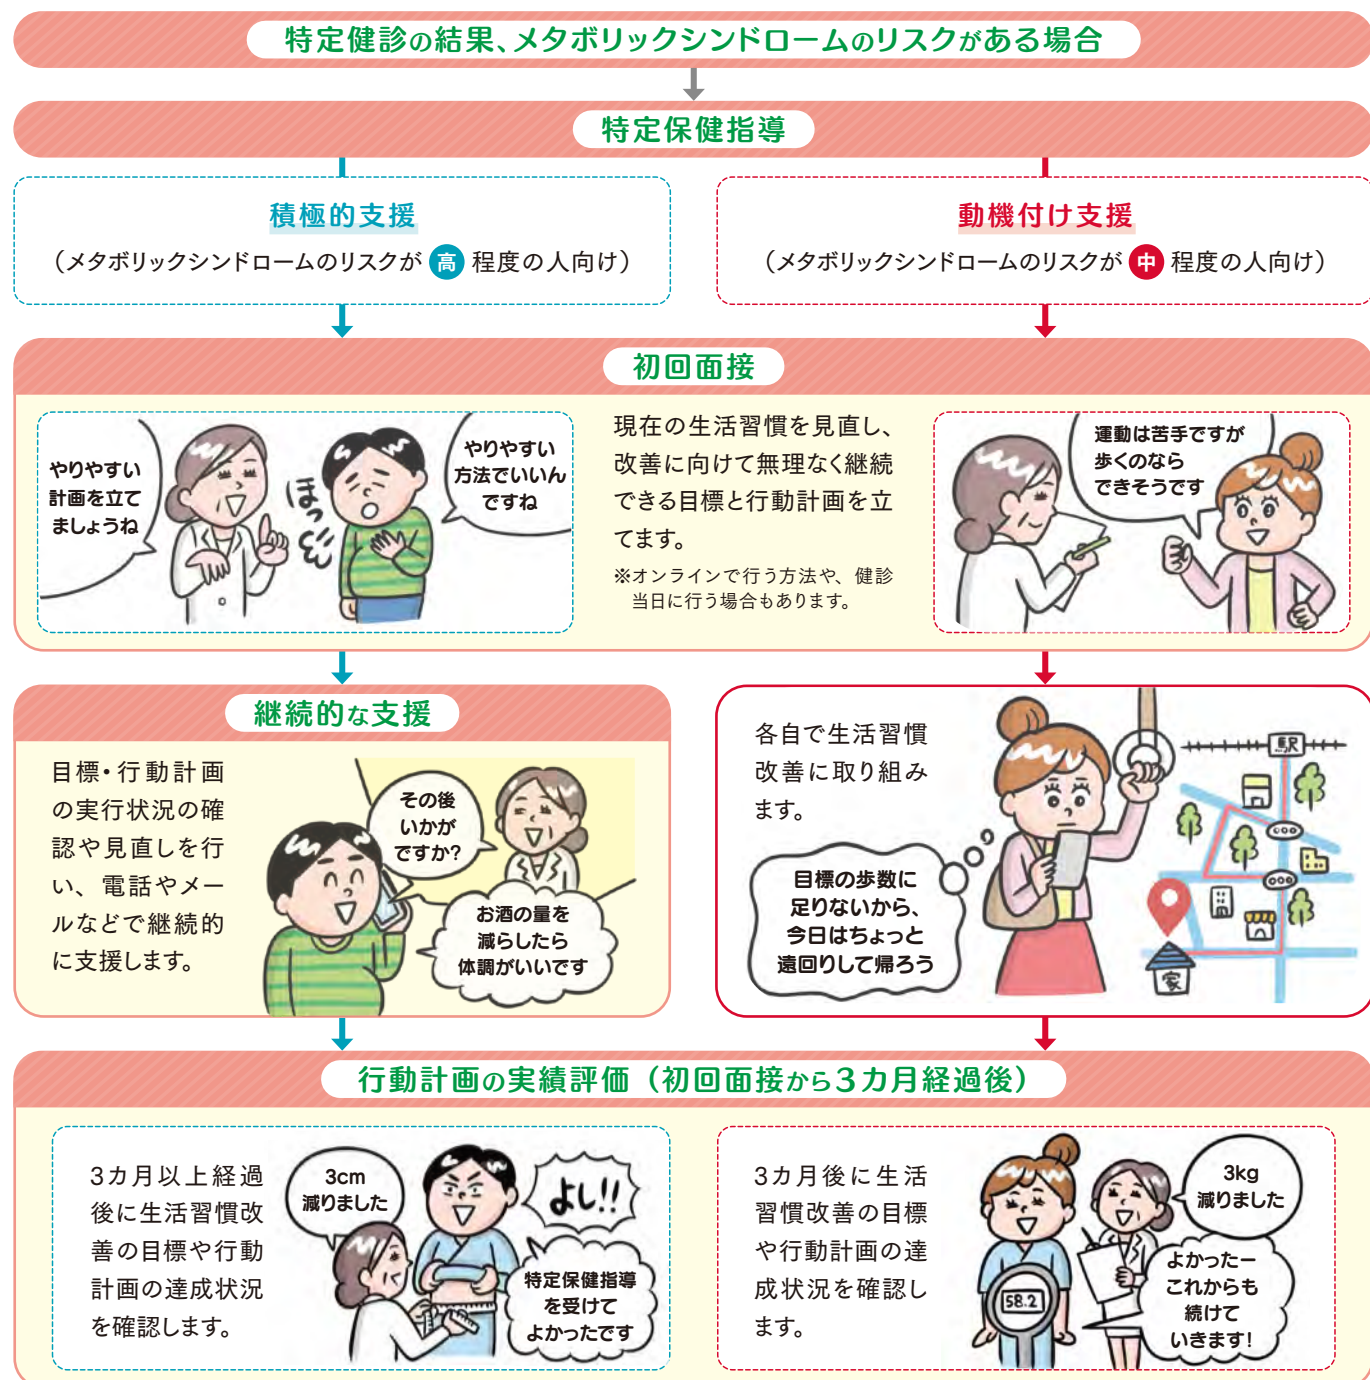 特定健診の結果、メタボリックシンドロームのリスクがある場合
特定保健指導
積極的支援
（メタボリックシンドロームのリスクが 高 程度の人向け）
動機付け支援
（メタボリックシンドロームのリスクが 中 程度の人向け）
初回面接
やりやすい
計画を立て
ましょうね
ほっ
やりやすい
方法でいいん
ですね
現在の生活習慣を見直し、
改善に向けて無理なく継続
できる目標と行動計画を立
てます。
※オンラインで行う方法や、健診
当日に行う場合もあります。
運動は苦手ですが
歩くのなら
できそうです
継続的な支援
目標・行動計画
の実行状況の確
認や見直しを行
い、電話やメー
ルなどで継続的
に支援します。
その後
いかが
ですか?
お酒の量を
減らしたら
体調がいいです
各自で生活習慣
改善に取り組み
ます。
目標の歩数に
足りないから、
今日はちょっと
遠回りして帰ろう
駅
家
行動計画の実績評価（初回面接から3カ月経過後）
3カ月以上経過
後に生活習慣改
善の目標や行動
計画の達成状況
を確認します。
3cm
減りました
よし!!
特定保健指導
を受けて
よかったです
3カ月後に生活
習慣改善の目標
や行動計画の達
成状況を確認し
ます。
58.2
3kg
減りました
よかったー
これからも
続けて
いきます!